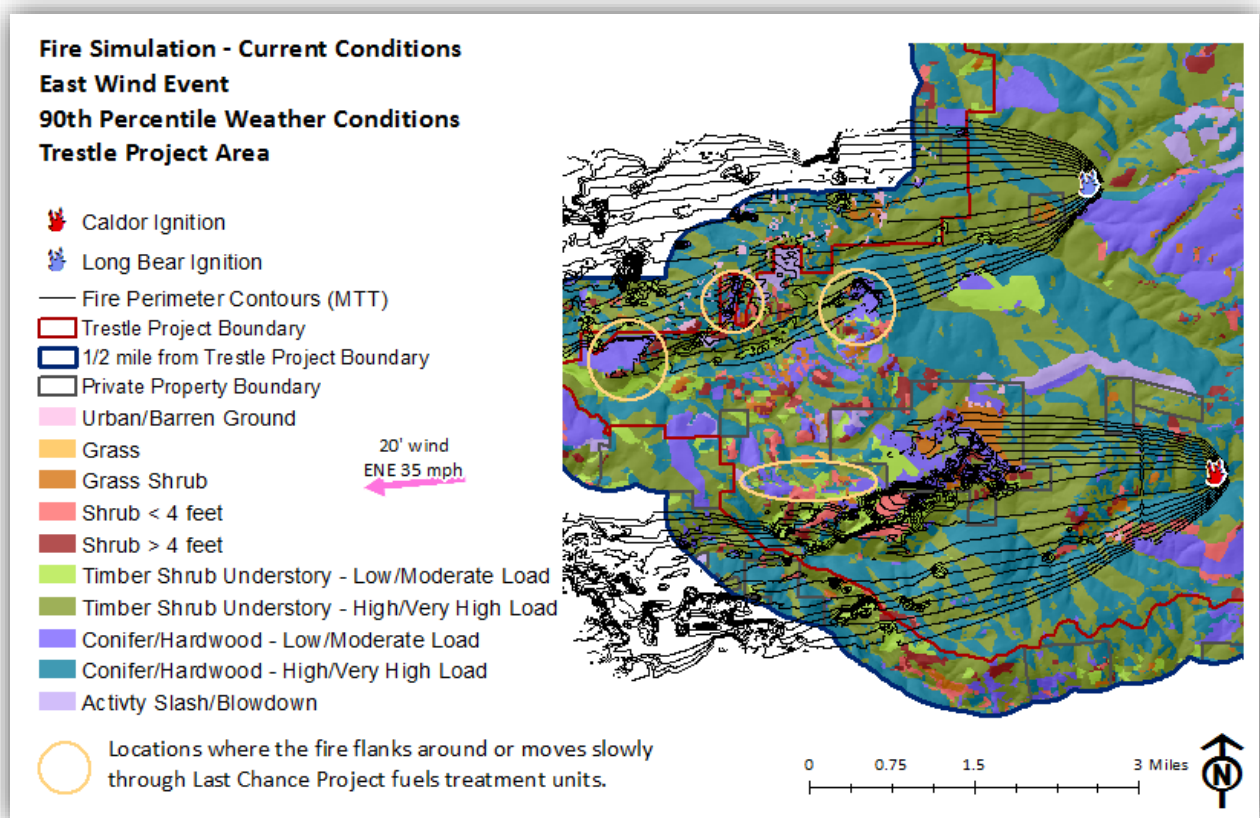 Fire Simulation - Current Conditions
East Wind Event
90th Percentile Weather Conditions
Trestle Project Area
Caldor Ignition
Long Bear Ignition
Fire Perimeter Contours (MTT)
Trestle Project Boundary
1/2 mile from Trestle Project Boundary
Private Property Boundary
Urban/Barren Ground
Grass
Grass Shrub
Shrub < 4 feet
Shrub > 4 feet
Timber Shrub Understory - Low/Moderate Load
Timber Shrub Understory - High/Very High Load
Conifer/Hardwood - Low/Moderate Load
Conifer/Hardwood - High/Very High Load
Activty Slash/Blowdown
20' wind
ENE 35 mph
Locations where the fire flanks around or moves slowly
through Last Chance Project fuels treatment units.
0 0.75 1.5 3 Miles
N